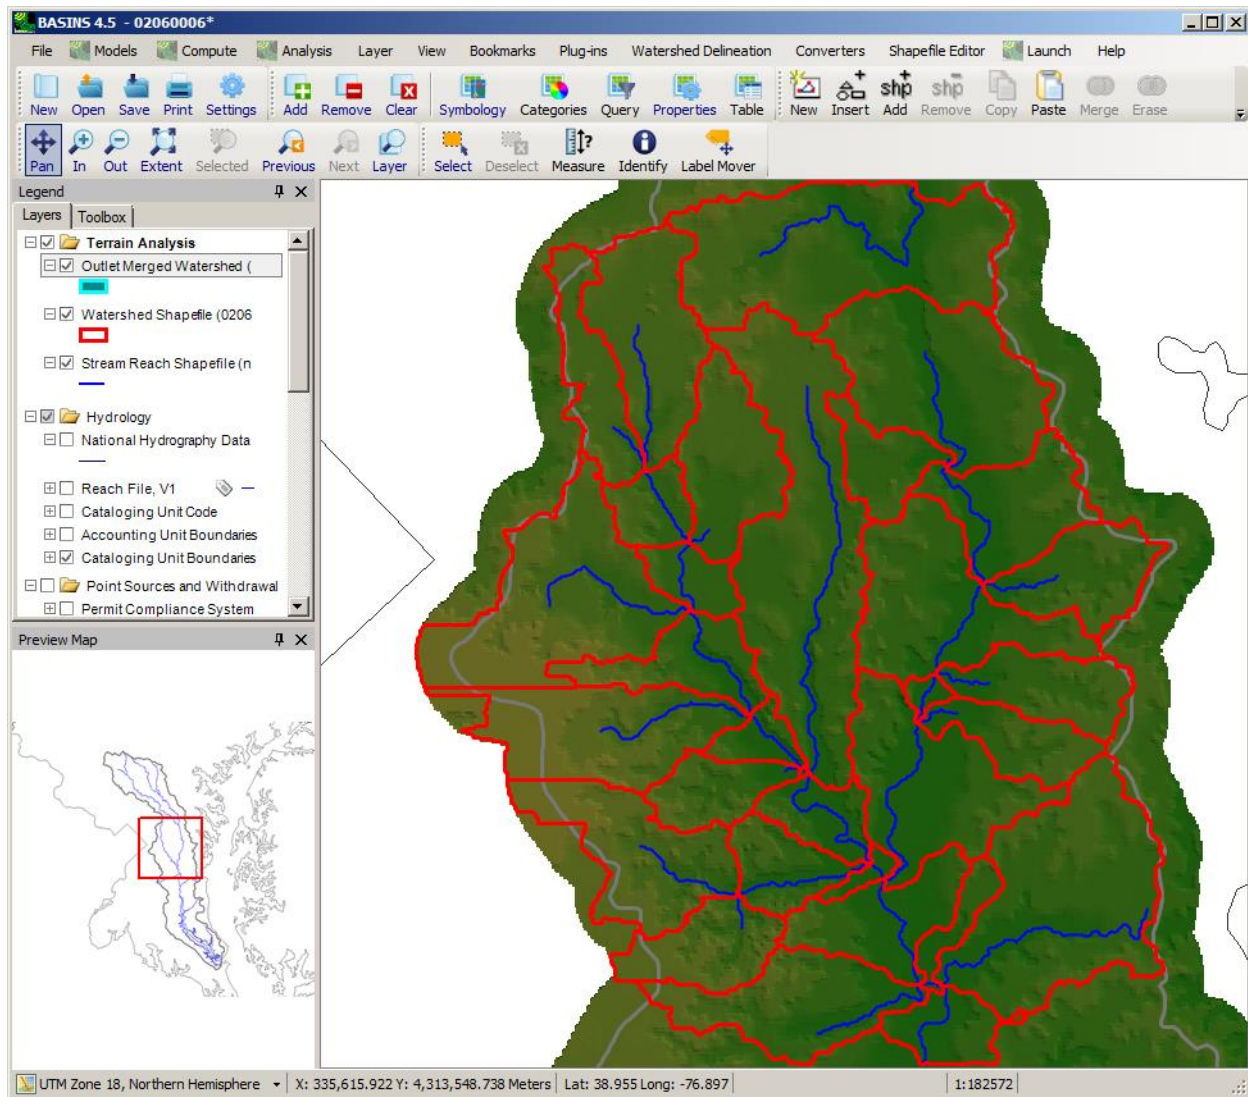 BASINS 4.5 - 02060006*
File Models Compute Analysis Layer View Bookmarks Plug-ins Watershed Delineation Converters Shapefile Editor Launch Help
New Open Save Print Settings Add Remove Clear Symbology Categories Query Properties Table New Insert Add Remove Copy Paste Merge Erase
shp shp
Pan In Out Extent Selected Previous Next Layer Select Deselect Measure Identify Label Mover
Legend
Layers Toolbox
Terrain Analysis
Outlet Merged Watershed (
Watershed Shapefile (0206
Stream Reach Shapefile (n
Hydrology
National Hydrography Data
Reach File, V1
Cataloging Unit Code
Accounting Unit Boundaries
Cataloging Unit Boundaries
Point Sources and Withdrawal
Permit Compliance System
Preview Map
UTM Zone 18, Northern Hemisphere X: 335,615.922 Y: 4,313,548.738 Meters Lat: 38.955 Long: -76.897 1:182572